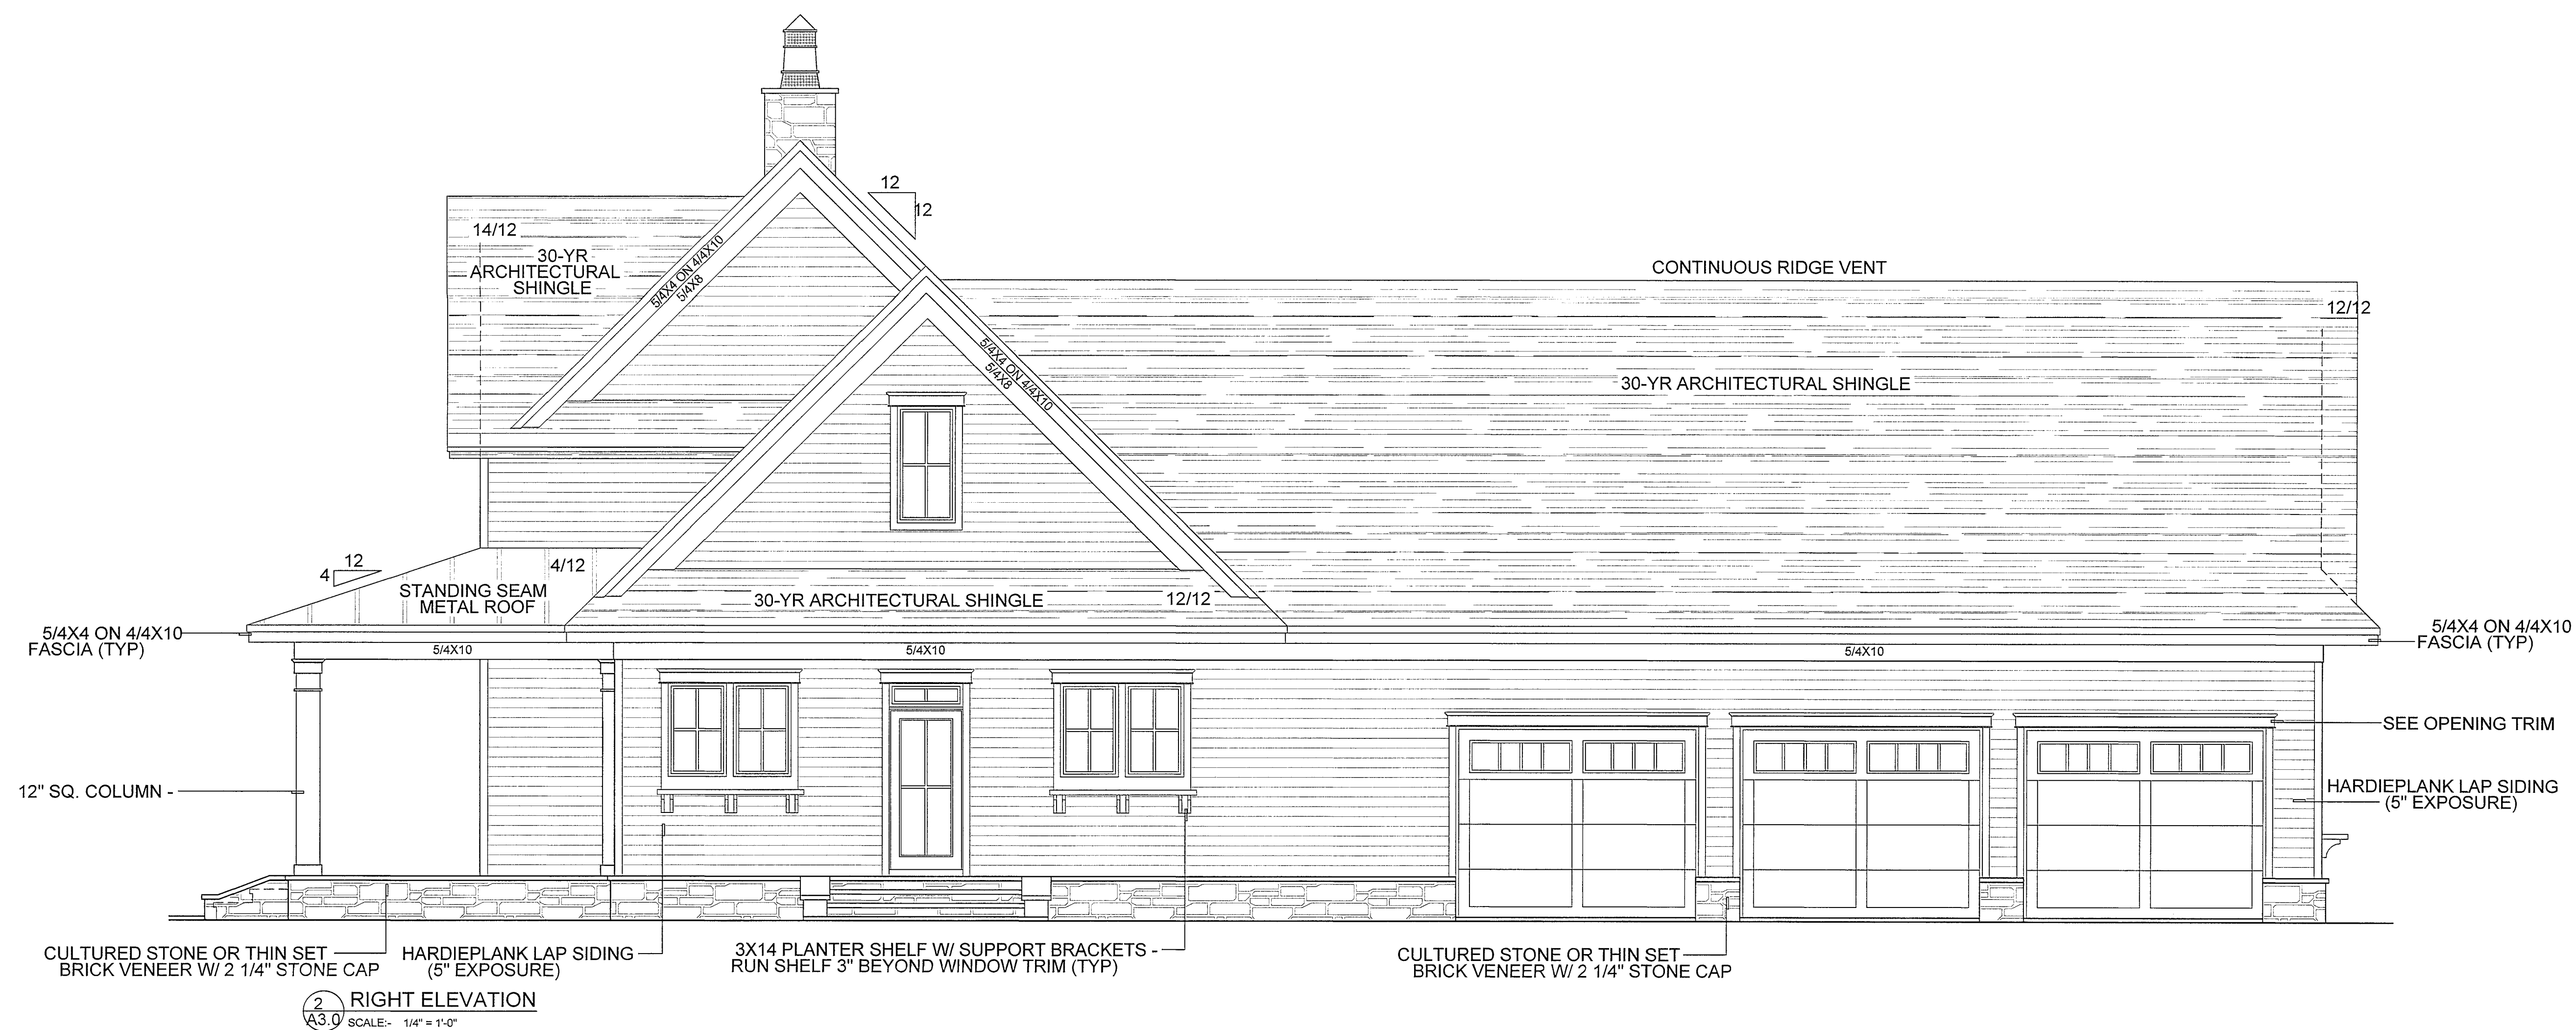 12
12
14/12
30-YR
ARCHITECTURAL
SHINGLE
5/4X4 ON 4/4X10
5/4X8
CONTINUOUS RIDGE VENT
12/12
5/4X4 ON 4/4X10
5/4X8
30-YR ARCHITECTURAL SHINGLE
12
4
4/12
STANDING SEAM
METAL ROOF
30-YR ARCHITECTURAL SHINGLE
12/12
5/4X4 ON 4/4X10
FASCIA (TYP)
5/4X10
5/4X10
5/4X10
5/4X4 ON 4/4X10
FASCIA (TYP)
SEE OPENING TRIM
12" SQ. COLUMN -
HARDIEPLANK LAP SIDING
(5" EXPOSURE)
CULTURED STONE OR THIN SET
BRICK VENEER W/ 2 1/4" STONE CAP
HARDIEPLANK LAP SIDING
(5" EXPOSURE)
3X14 PLANTER SHELF W/ SUPPORT BRACKETS -
RUN SHELF 3" BEYOND WINDOW TRIM (TYP)
CULTURED STONE OR THIN SET
BRICK VENEER W/ 2 1/4" STONE CAP
2
A3.0
RIGHT ELEVATION
SCALE:- 1/4" = 1'-0"